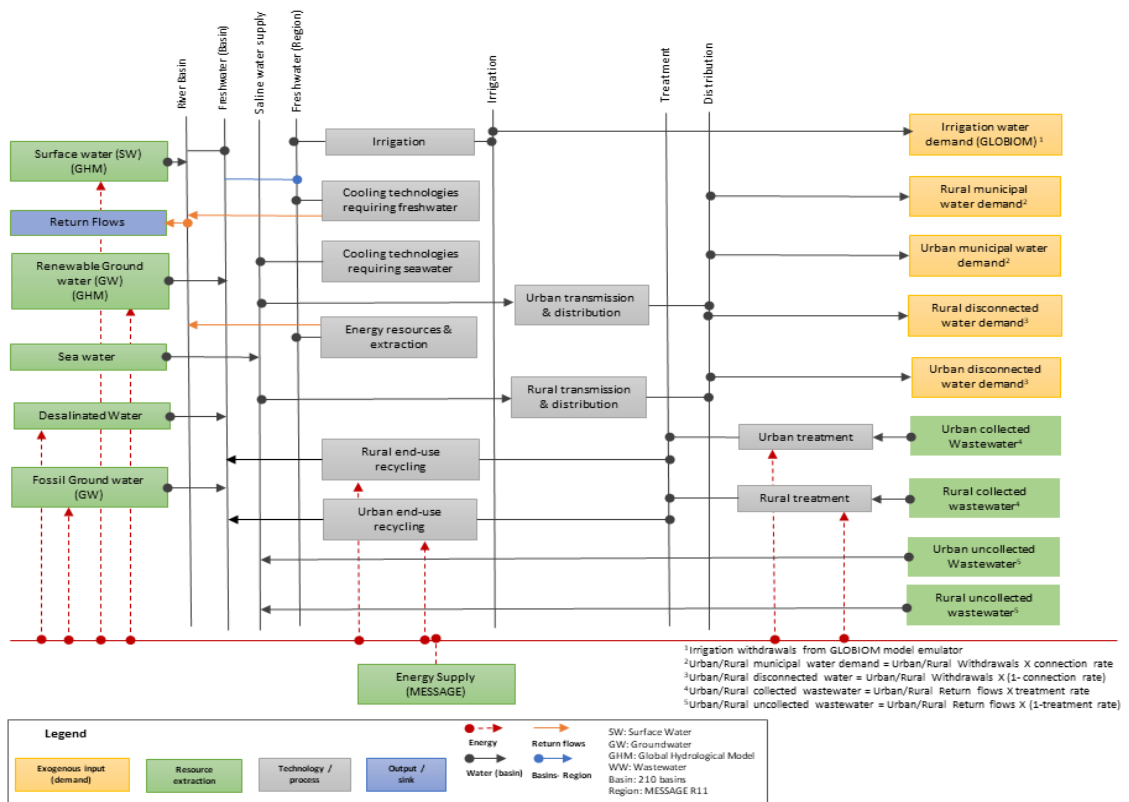 River Basin
Freshwater (Basin)
Saline water supply
Freshwater (Region)
Irrigation
Treatment
Distribution
Surface water (SW)
(GHM)
Return Flows
Renewable Ground
water (GW)
(GHM)
Sea water
Desalinated Water
Fossil Ground water
(GW)
Irrigation
Cooling technologies
requiring freshwater
Cooling technologies
requiring seawater
Energy resources &
extraction
Rural end-use
recycling
Urban end-use
recycling
Urban transmission
& distribution
Rural transmission
& distribution
Urban treatment
Rural treatment
Irrigation water
demand (GLOBIOM) ¹
Rural municipal
water demand²
Urban municipal water
demand²
Rural disconnected
water demand³
Urban disconnected
water demand³
Urban collected
Wastewater⁴
Rural collected
wastewater⁴
Urban uncollected
Wastewater⁵
Rural uncollected
wastewater⁵
Energy Supply
(MESSAGE)
¹Irrigation withdrawals from GLOBIOM model emulator
²Urban/Rural municipal water demand = Urban/Rural Withdrawals X connection rate
³Urban/Rural disconnected water = Urban/Rural Withdrawals X (1- connection rate)
⁴Urban/Rural collected wastewater = Urban/Rural Return flows X treatment rate
⁵Urban/Rural uncollected wastewater = Urban/Rural Return flows X (1-treatment rate)
Legend
Exogenous input
(demand)
Resource
extraction
Technology /
process
Output /
sink
Energy
Return flows
Water (basin)
Basins- Region
SW: Surface Water
GW: Groundwater
GHM: Global Hydrological Model
WW: Wastewater
Basin: 210 basins
Region: MESSAGE R11